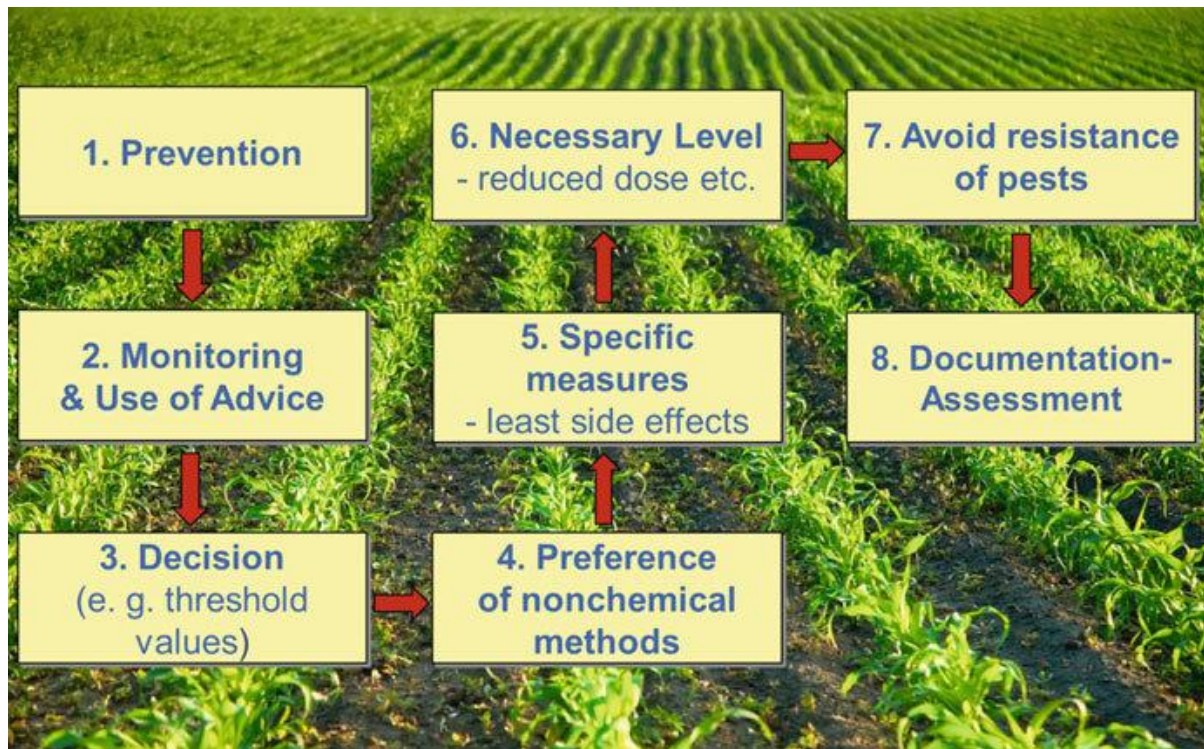 1. Prevention
2. Monitoring
& Use of Advice
3. Decision
(e. g. threshold
values)
4. Preference
of nonchemical
methods
5. Specific
measures
- least side effects
6. Necessary Level
- reduced dose etc.
7. Avoid resistance
of pests
8. Documentation-
Assessment